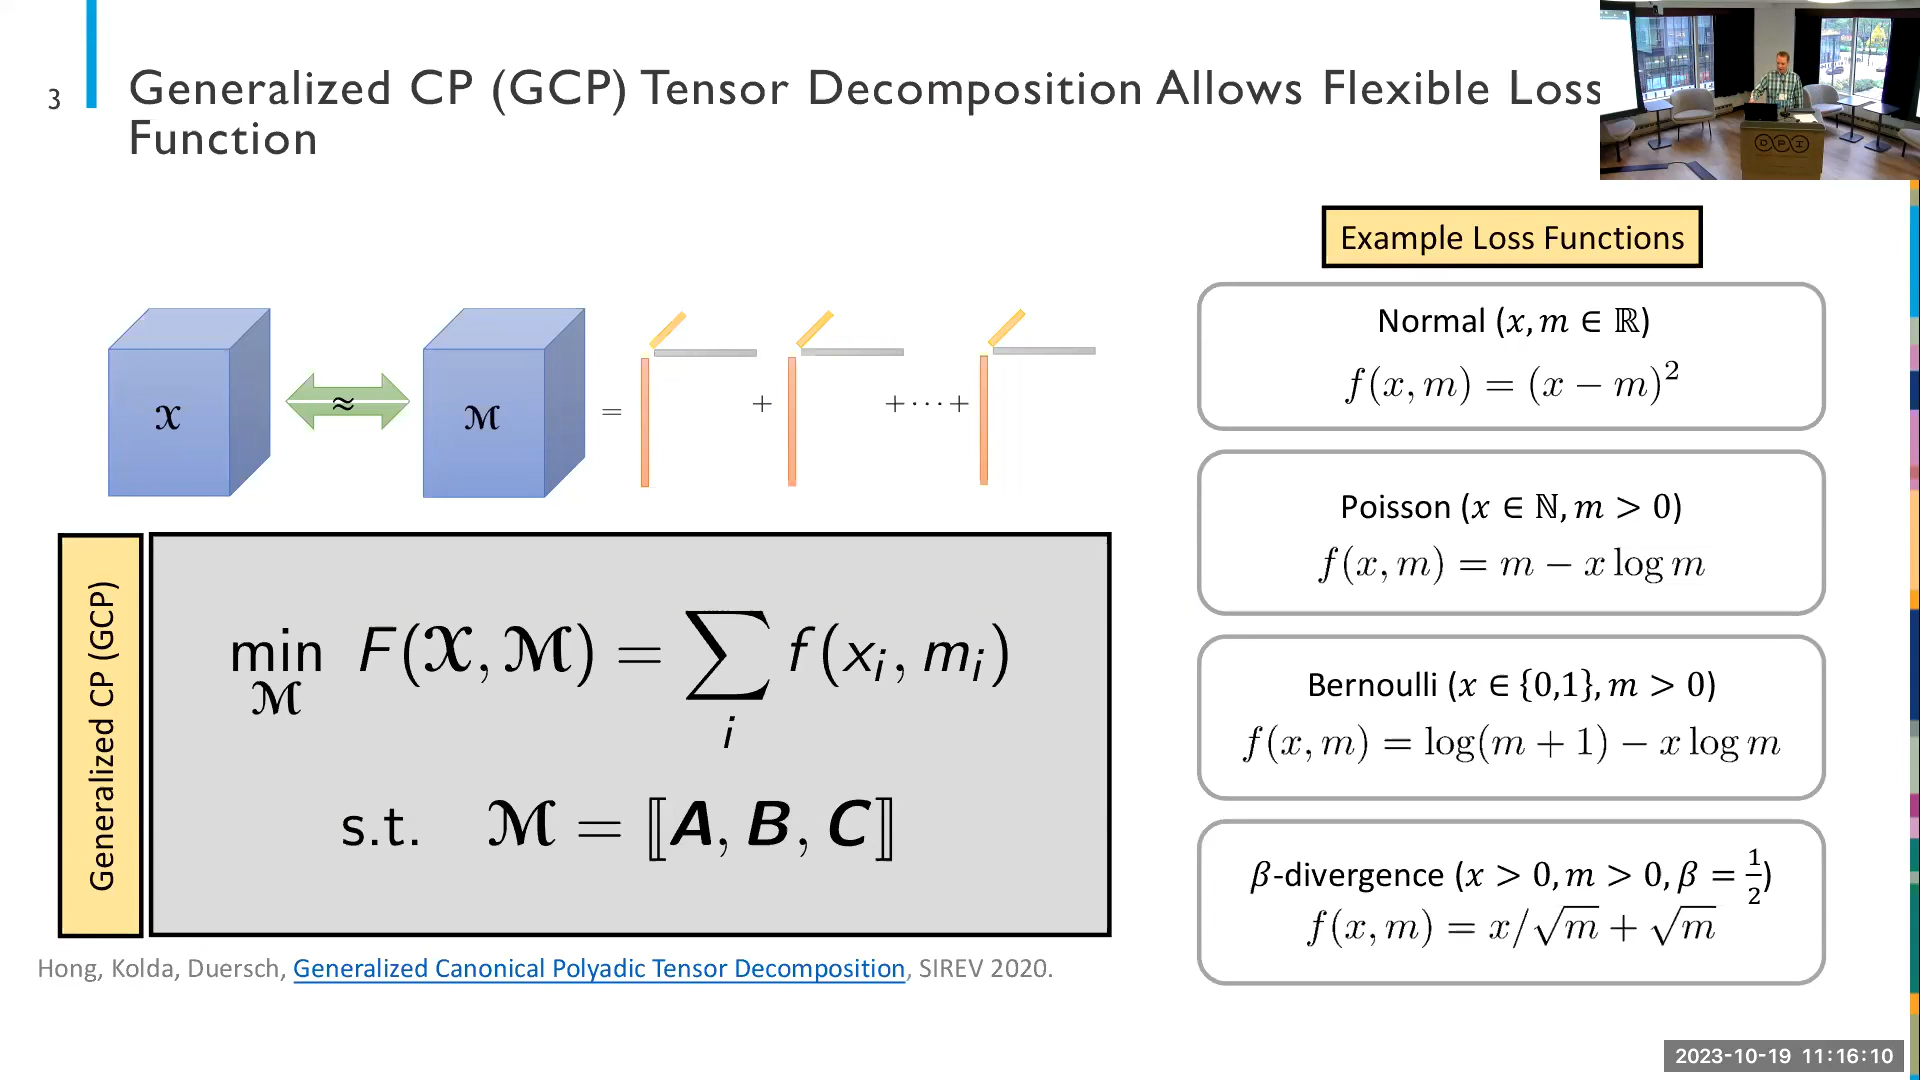 3
Generalized CP (GCP) Tensor Decomposition Allows Flexible Loss
Function
DPI
Example Loss Functions
𝒳 ≈ ℳ = + +···+
Normal (x, m ∈ ℝ)
f(x, m) = (x − m)²
Poisson (x ∈ ℕ, m > 0)
f(x, m) = m − x log m
Bernoulli (x ∈ {0,1}, m > 0)
f(x, m) = log(m + 1) − x log m
β-divergence (x > 0, m > 0, β = 1/2)
f(x, m) = x/√m + √m
Generalized CP (GCP)
min F(𝒳, ℳ) = ∑ f(xᵢ, mᵢ)
ℳ i
s.t. ℳ = ⟦A, B, C⟧
Hong, Kolda, Duersch, Generalized Canonical Polyadic Tensor Decomposition, SIREV 2020.
2023-10-19 11:16:10